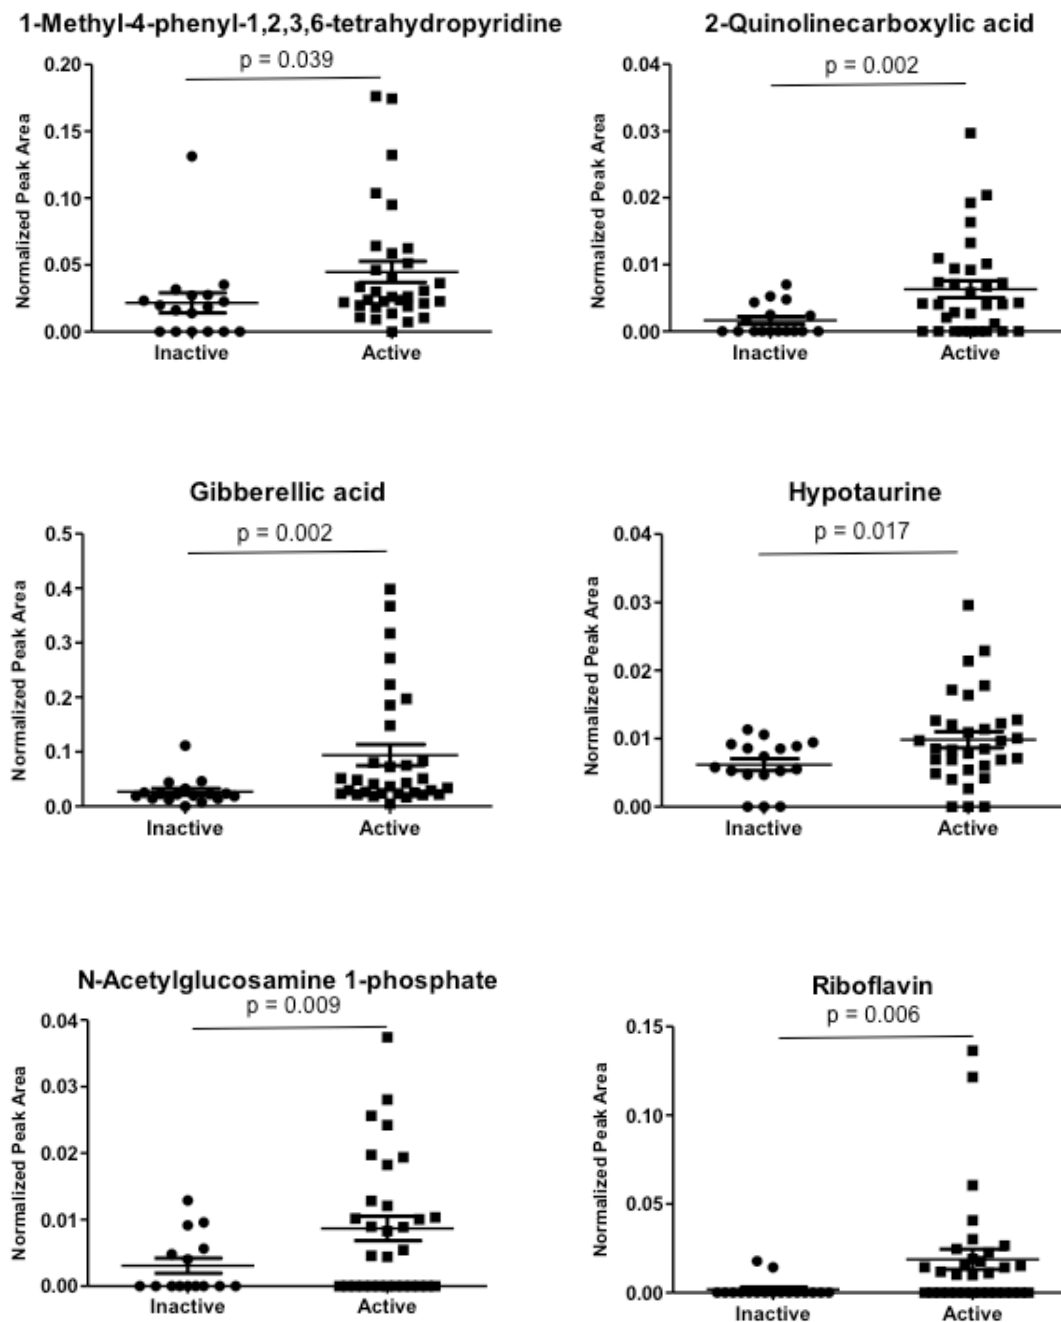 1-Methyl-4-phenyl-1,2,3,6-tetrahydropyridine
p = 0.039
Normalized Peak Area
0.20
0.15
0.10
0.05
0.00
Inactive
Active
2-Quinolinecarboxylic acid
p = 0.002
Normalized Peak Area
0.04
0.03
0.02
0.01
0.00
Inactive
Active
Gibberellic acid
p = 0.002
Normalized Peak Area
0.5
0.4
0.3
0.2
0.1
0.0
Inactive
Active
Hypotaurine
p = 0.017
Normalized Peak Area
0.04
0.03
0.02
0.01
0.00
Inactive
Active
N-Acetylglucosamine 1-phosphate
p = 0.009
Normalized Peak Area
0.04
0.03
0.02
0.01
0.00
Inactive
Active
Riboflavin
p = 0.006
Normalized Peak Area
0.15
0.10
0.05
0.00
Inactive
Active